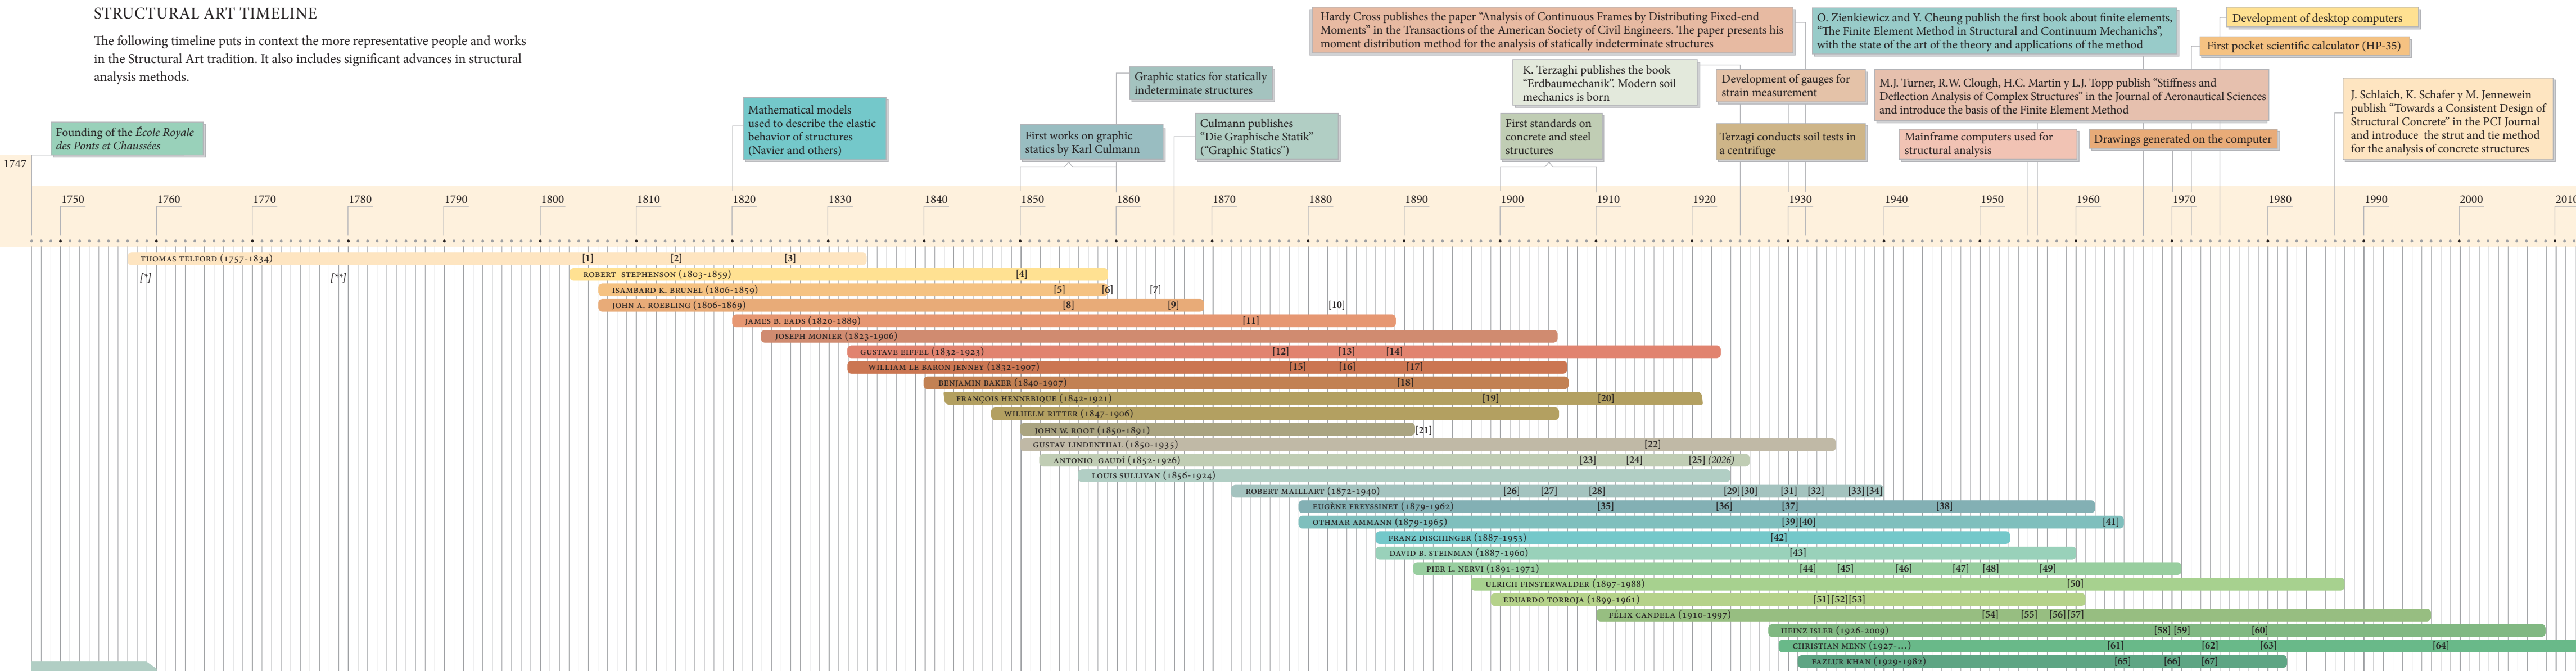 STRUCTURAL ART TIMELINE
The following timeline puts in context the more representative people and works
in the Structural Art tradition. It also includes significant advances in structural
analysis methods.
Founding of the École Royale
des Ponts et Chaussées
Mathematical models
used to describe the elastic
behavior of structures
(Navier and others)
First works on graphic
statics by Karl Culmann
Graphic statics for statically
indeterminate structures
Culmann publishes
“Die Graphische Statik”
(“Graphic Statics”)
Hardy Cross publishes the paper “Analysis of Continuous Frames by Distributing Fixed-end
Moments” in the Transactions of the American Society of Civil Engineers. The paper presents his
moment distribution method for the analysis of statically indeterminate structures
K. Terzaghi publishes the book
“Erdbaumechanik”. Modern soil
mechanics is born
First standards on
concrete and steel
structures
Development of gauges for
strain measurement
Terzagi conducts soil tests in
a centrifuge
O. Zienkiewicz and Y. Cheung publish the first book about finite elements,
“The Finite Element Method in Structural and Continuum Mechanichs”,
with the state of the art of the theory and applications of the method
M.J. Turner, R.W. Clough, H.C. Martin y L.J. Topp publish “Stiffness and
Deflection Analysis of Complex Structures” in the Journal of Aeronautical Sciences
and introduce the basis of the Finite Element Method
Mainframe computers used for
structural analysis
Drawings generated on the computer
Development of desktop computers
First pocket scientific calculator (HP-35)
J. Schlaich, K. Schafer y M. Jennewein
publish “Towards a Consistent Design of
Structural Concrete” in the PCI Journal
and introduce the strut and tie method
for the analysis of concrete structures
1747
1750 1760 1770 1780 1790 1800 1810 1820 1830 1840 1850 1860 1870 1880 1890 1900 1910 1920 1930 1940 1950 1960 1970 1980 1990 2000 2010
THOMAS TELFORD (1757-1834) [1] [2] [3]
[*] [**]
ROBERT STEPHENSON (1803-1859) [4]
ISAMBARD K. BRUNEL (1806-1859) [5] [6] [7]
JOHN A. ROEBLING (1806-1869) [8] [9] [10]
JAMES B. EADS (1820-1889) [11]
JOSEPH MONIER (1823-1906)
GUSTAVE EIFFEL (1832-1923) [12] [13] [14]
WILLIAM LE BARON JENNEY (1832-1907) [15] [16] [17]
BENJAMIN BAKER (1840-1907) [18]
FRANÇOIS HENNEBIQUE (1842-1921) [19] [20]
WILHELM RITTER (1847-1906)
JOHN W. ROOT (1850-1891) [21]
GUSTAV LINDENTHAL (1850-1935) [22]
ANTONIO GAUDÍ (1852-1926) [23] [24] [25] (2026)
LOUIS SULLIVAN (1856-1924)
ROBERT MAILLART (1872-1940) [26] [27] [28] [29] [30] [31] [32] [33] [34]
EUGÈNE FREYSSINET (1879-1962) [35] [36] [37] [38]
OTHMAR AMMANN (1879-1965) [39] [40] [41]
FRANZ DISCHINGER (1887-1953) [42]
DAVID B. STEINMAN (1887-1960) [43]
PIER L. NERVI (1891-1971) [44] [45] [46] [47] [48] [49]
ULRICH FINSTERWALDER (1897-1988) [50]
EDUARDO TORROJA (1899-1961) [51] [52] [53]
FÉLIX CANDELA (1910-1997) [54] [55] [56] [57]
HEINZ ISLER (1926-2009) [58] [59] [60]
CHRISTIAN MENN (1927-...) [61] [62] [63] [64]
FAZLUR KHAN (1929-1982) [65] [66] [67]